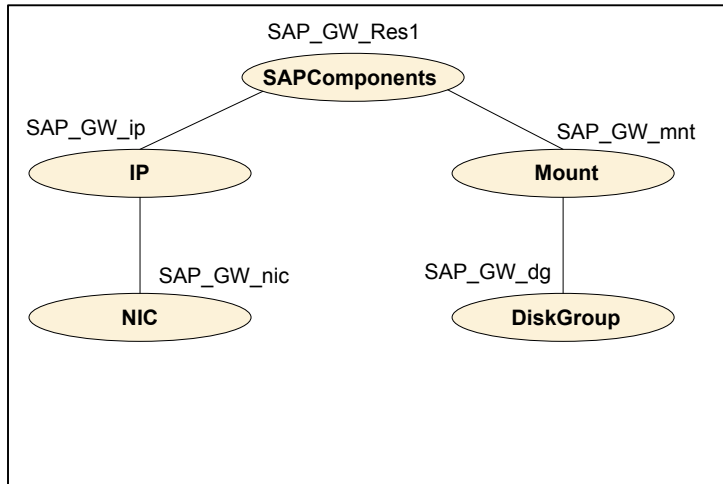 SAP_GW_Res1
SAPComponents
SAP_GW_ip
SAP_GW_mnt
IP
Mount
SAP_GW_nic
SAP_GW_dg
NIC
DiskGroup